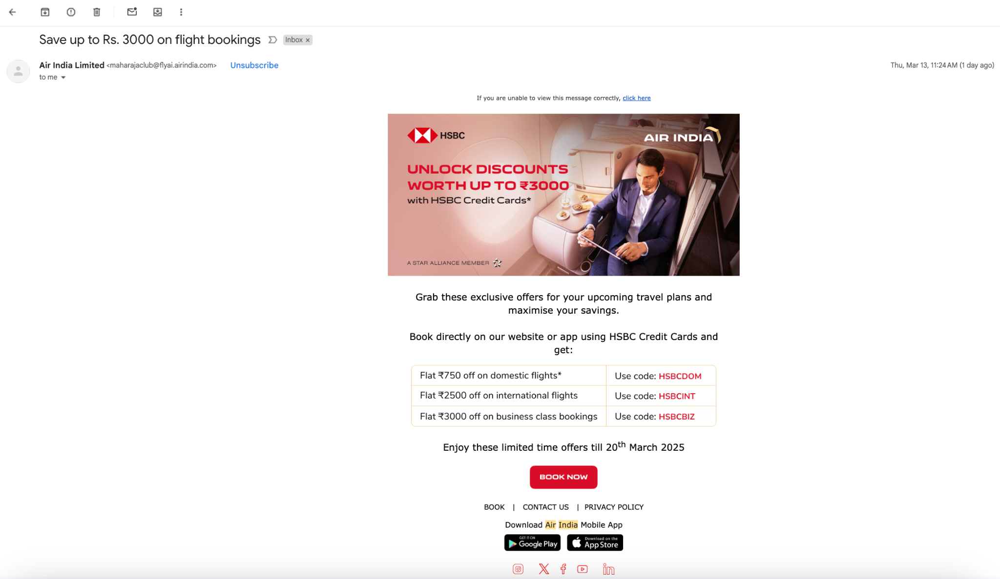 Save up to Rs. 3000 on flight bookings
Inbox x
Air India Limited <maharajaclub@flyai.airindia.com> Unsubscribe
Thu, Mar 13, 11:24 AM (1 day ago)
to me
If you are unable to view this message correctly, click here
HSBC
AIR INDIA
UNLOCK DISCOUNTS
WORTH UP TO ₹3000
with HSBC Credit Cards*
A STAR ALLIANCE MEMBER
Grab these exclusive offers for your upcoming travel plans and
maximise your savings.
Book directly on our website or app using HSBC Credit Cards and
get:
Flat ₹750 off on domestic flights* Use code: HSBCDOM
Flat ₹2500 off on international flights Use code: HSBCINT
Flat ₹3000 off on business class bookings Use code: HSBCBIZ
Enjoy these limited time offers till 20th March 2025
BOOK NOW
BOOK | CONTACT US | PRIVACY POLICY
Download Air India Mobile App
GET IT ON
Google Play
Download on the
App Store